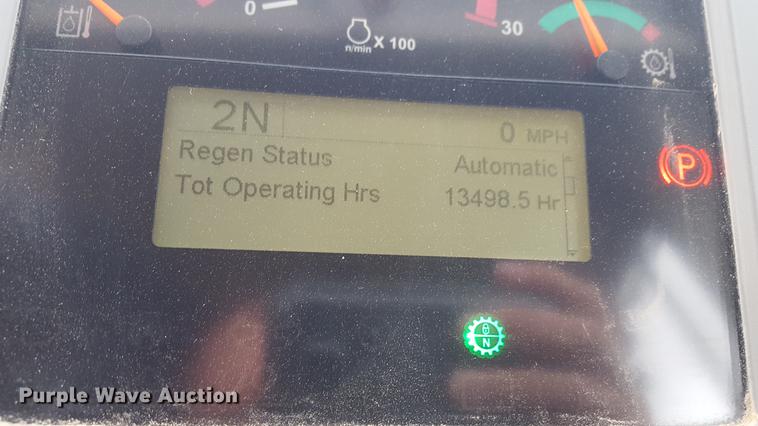 0
30
n/min X 100
2N 0 MPH
Regen Status Automatic
Tot Operating Hrs 13498.5 Hr
P
N
Purple Wave Auction